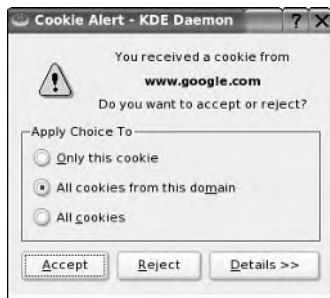 Cookie Alert - KDE Daemon ? X
You received a cookie from
www.google.com
Do you want to accept or reject?
Apply Choice To
Only this cookie
All cookies from this domain
All cookies
Accept Reject Details >>